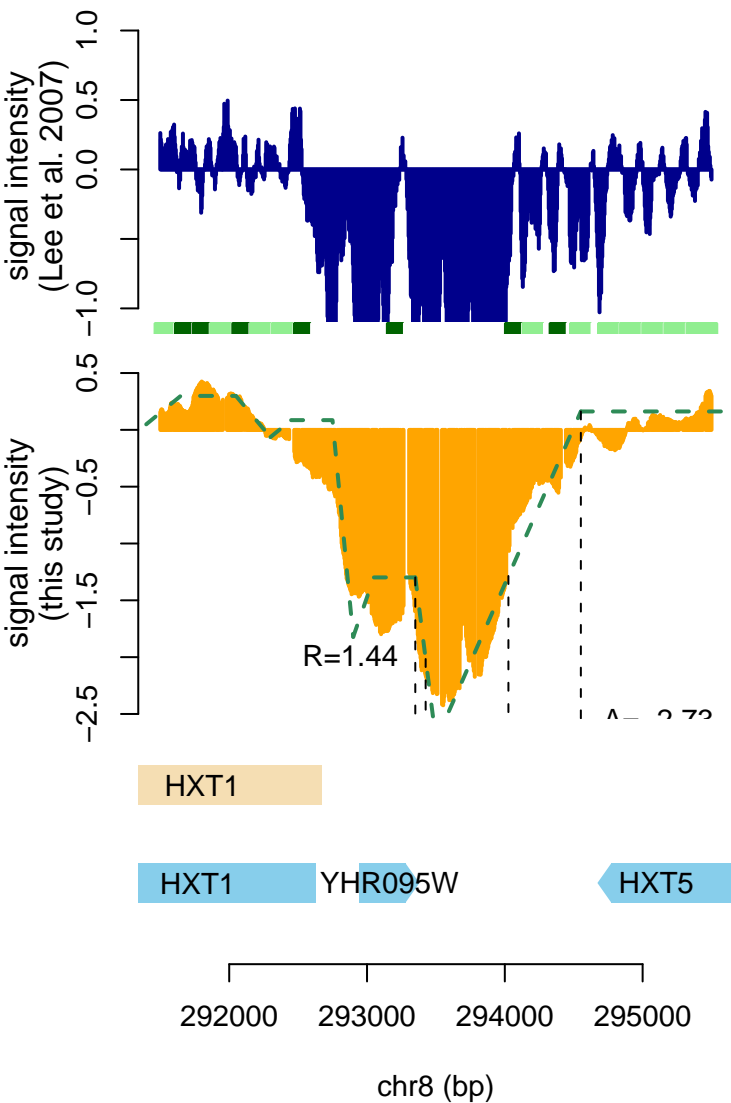 signal intensity
(Lee et al. 2007)
1.0
0.5
0.0
−1.0
signal intensity
(this study)
0.5
−0.5
−1.5
−2.5
R=1.44
HXT1
HXT1
YHR095W
HXT5
292000 293000 294000 295000
chr8 (bp)